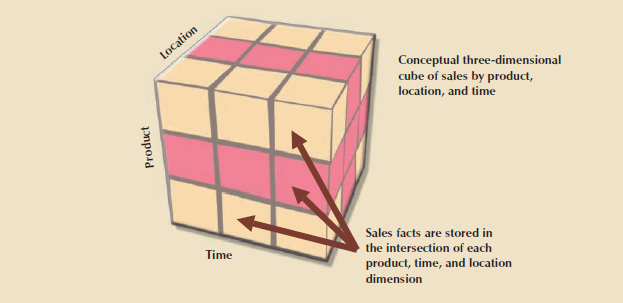 Location
Conceptual three-dimensional
cube of sales by product,
location, and time
Product
Time
Sales facts are stored in
the intersection of each
product, time, and location
dimension